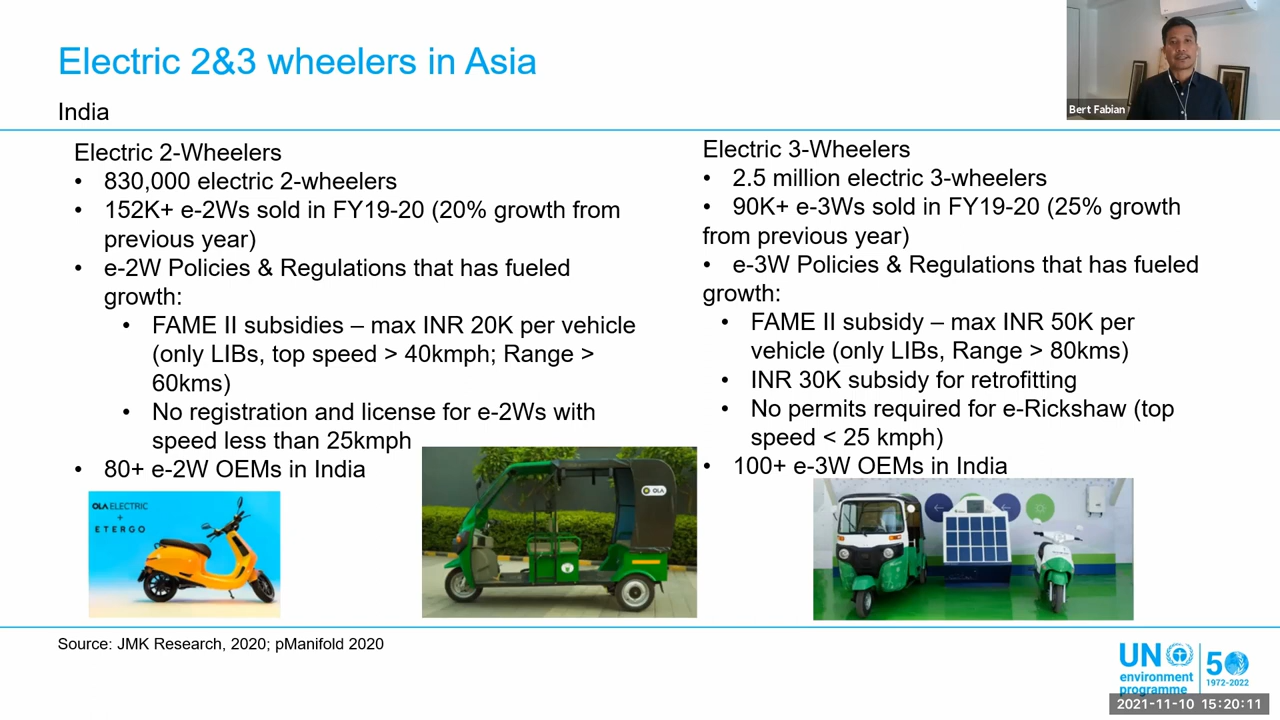 Electric 2&3 wheelers in Asia
India
Bert Fabian
Electric 2-Wheelers
• 830,000 electric 2-wheelers
• 152K+ e-2Ws sold in FY19-20 (20% growth from
previous year)
• e-2W Policies & Regulations that has fueled
growth:
• FAME II subsidies – max INR 20K per vehicle
(only LIBs, top speed > 40kmph; Range >
60kms)
• No registration and license for e-2Ws with
speed less than 25kmph
• 80+ e-2W OEMs in India
Electric 3-Wheelers
• 2.5 million electric 3-wheelers
• 90K+ e-3Ws sold in FY19-20 (25% growth
from previous year)
• e-3W Policies & Regulations that has fueled
growth:
• FAME II subsidy – max INR 50K per
vehicle (only LIBs, Range > 80kms)
• INR 30K subsidy for retrofitting
• No permits required for e-Rickshaw (top
speed < 25 kmph)
• 100+ e-3W OEMs in India
OLA ELECTRIC
+
ETERGO
OLA
Source: JMK Research, 2020; pManifold 2020
UN
environment
programme
50
1972-2022
2021-11-10 15:20:11